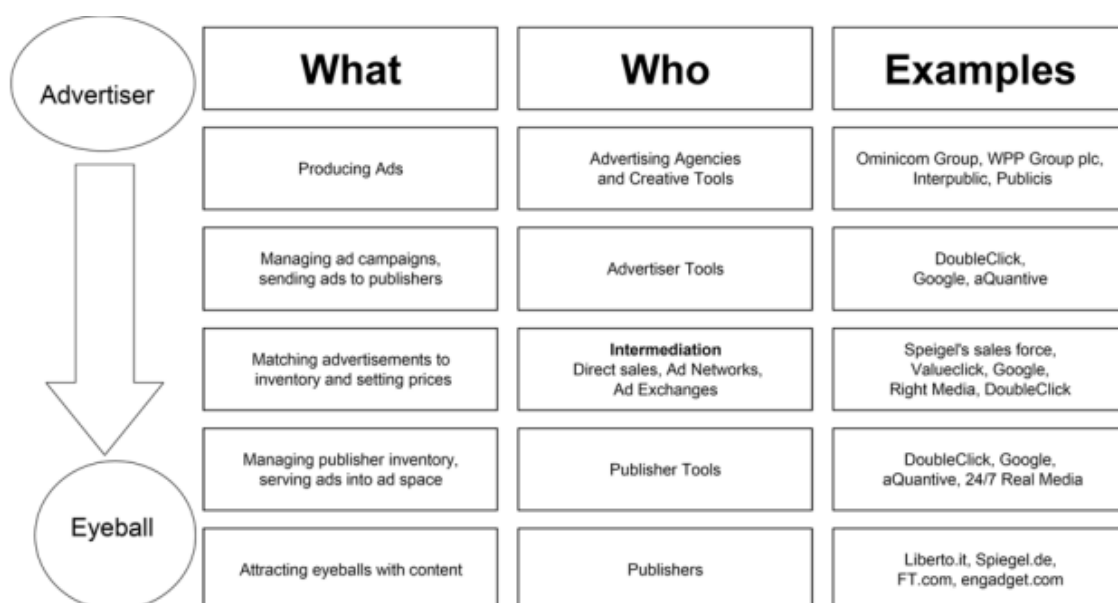 Advertiser
What
Who
Examples
Producing Ads
Advertising Agencies
and Creative Tools
Ominicom Group, WPP Group plc,
Interpublic, Publicis
Managing ad campaigns,
sending ads to publishers
Advertiser Tools
DoubleClick,
Google, aQuantive
Matching advertisements to
inventory and setting prices
Intermediation
Direct sales, Ad Networks,
Ad Exchanges
Speigel's sales force,
Valueclick, Google,
Right Media, DoubleClick
Managing publisher inventory,
serving ads into ad space
Publisher Tools
DoubleClick, Google,
aQuantive, 24/7 Real Media
Eyeball
Attracting eyeballs with content
Publishers
Liberto.it, Spiegel.de,
FT.com, engadget.com